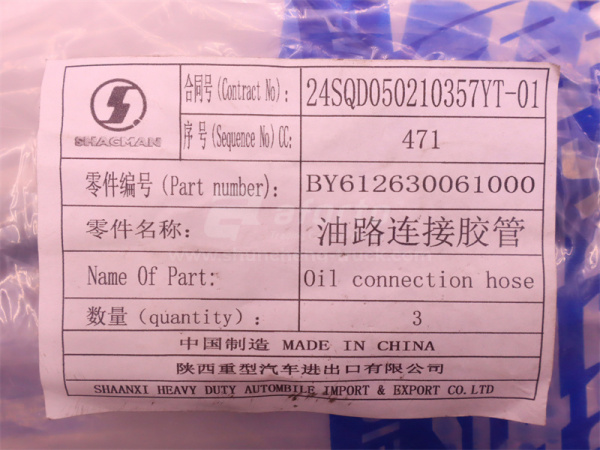 合同号(Contract No): 24SQD050210357YT-01
SHACMAN
序号(Sequence No)CC: 471
零件编号(Part number): BY612630061000
零件名称: 油路连接胶管
Name Of Part: Oil connection hose
数量(quantity): 3
中国制造 MADE IN CHINA
陕西重型汽车进出口有限公司
SHAANXI HEAVY DUTY AUTOMBILE IMPORT & EXPORT CO.LTD